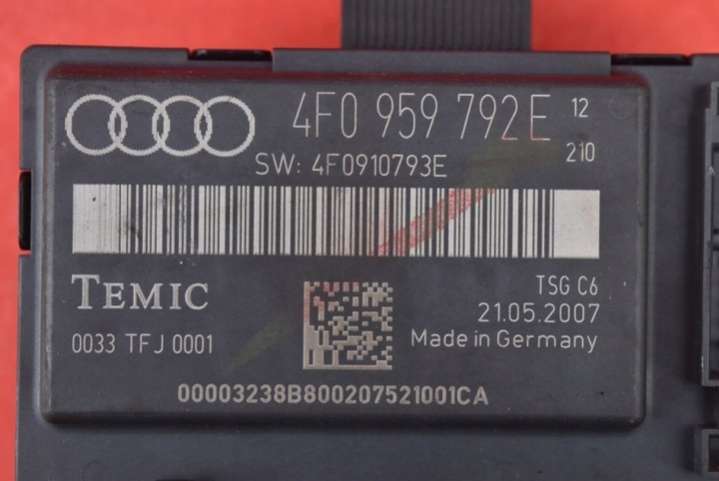 4F0 959 792E 12
210
SW: 4F0910793E
TEMIC
TSG C6
21.05.2007
0033 TFJ 0001
Made in Germany
00003238B800207521001CA